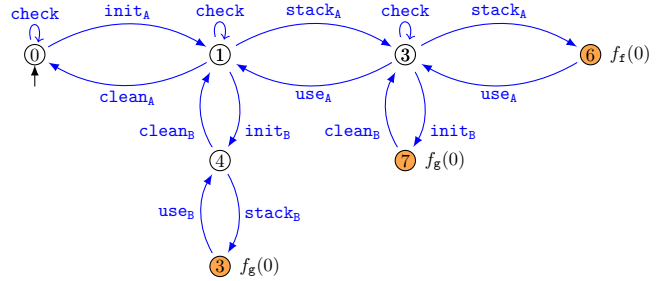 check check check
init_A stack_A stack_A
0 1 3 6 f_f(0)
clean_A use_A use_A
clean_B init_B clean_B init_B
4 7 f_g(0)
use_B stack_B
3 f_g(0)